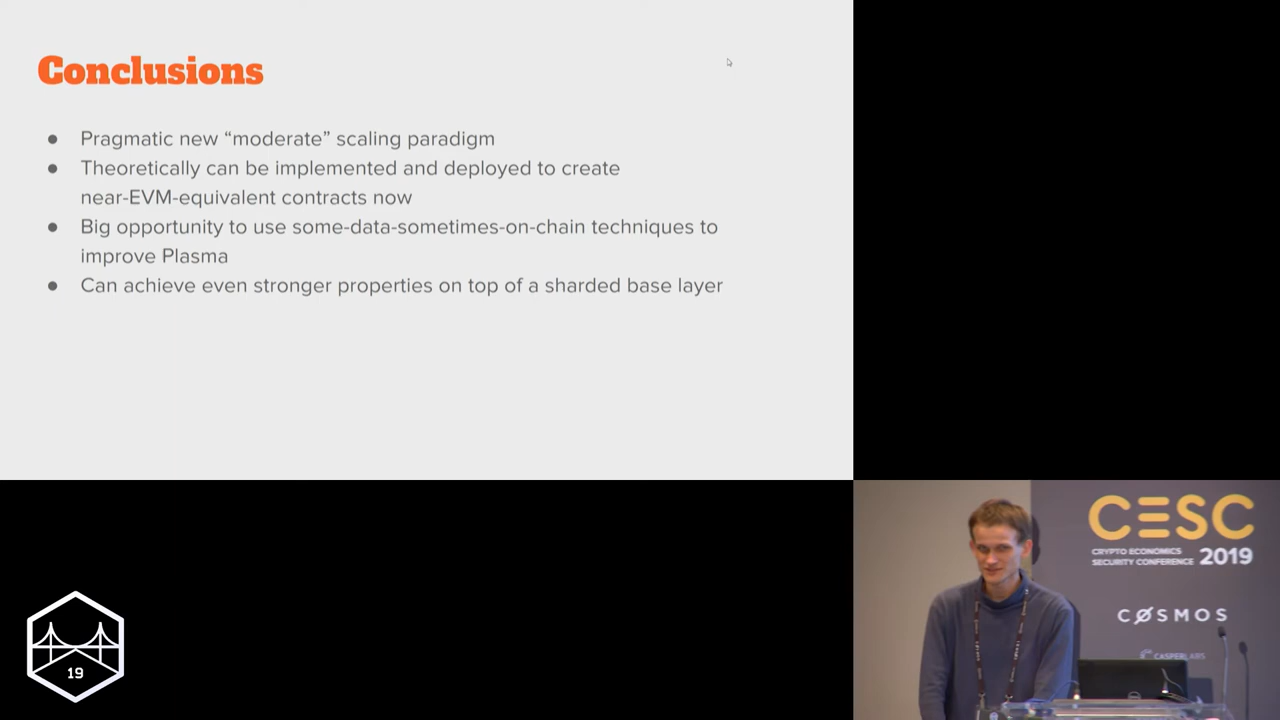 Conclusions
● Pragmatic new “moderate” scaling paradigm
● Theoretically can be implemented and deployed to create
near-EVM-equivalent contracts now
● Big opportunity to use some-data-sometimes-on-chain techniques to
improve Plasma
● Can achieve even stronger properties on top of a sharded base layer
CESC
CRYPTO ECONOMICS
SECURITY CONFERENCE 2019
COSMOS
CASPERLABS
19